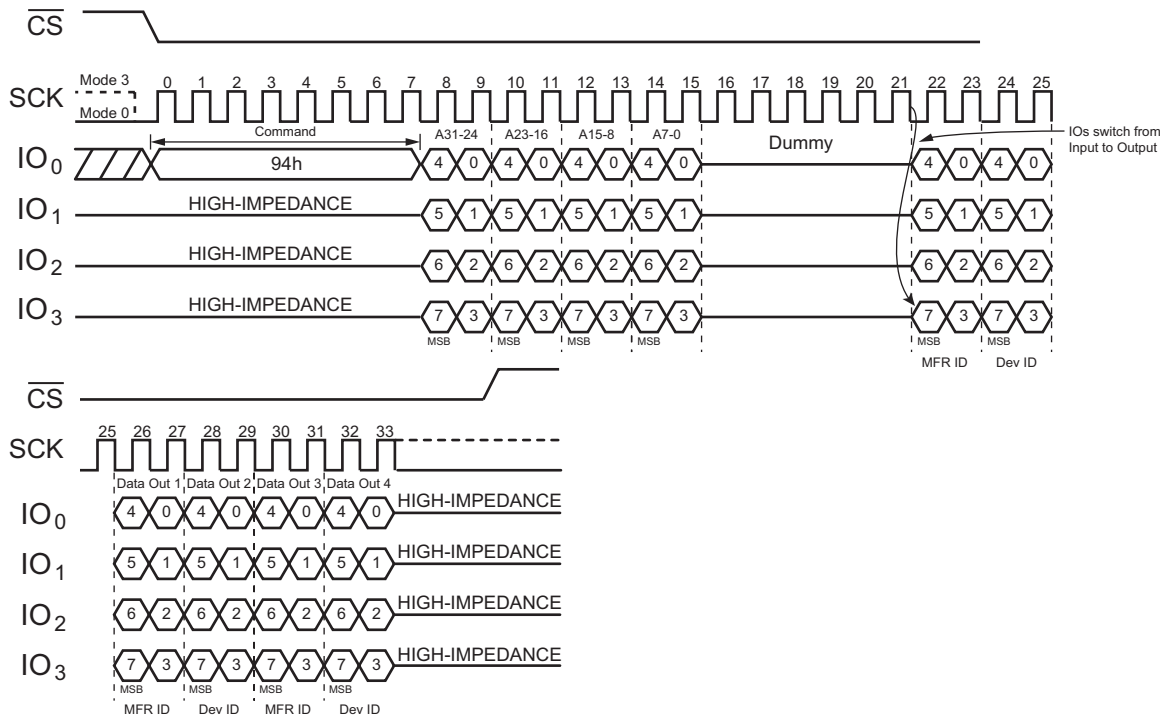 CS
Mode 3
0 1 2 3 4 5 6 7 8 9 10 11 12 13 14 15 16 17 18 19 20 21 22 23 24 25
SCK
Mode 0
Command
A31-24 A23-16 A15-8 A7-0
Dummy
IOs switch from
Input to Output
IO0 94h 4 0 4 0 4 0 4 0 4 0 4 0
IO1 HIGH-IMPEDANCE 5 1 5 1 5 1 5 1 5 1 5 1
IO2 HIGH-IMPEDANCE 6 2 6 2 6 2 6 2 6 2 6 2
IO3 HIGH-IMPEDANCE 7 3 7 3 7 3 7 3 7 3 7 3
MSB MSB MSB MSB MSB MSB
MFR ID Dev ID
CS
25 26 27 28 29 30 31 32 33
SCK
Data Out 1 Data Out 2 Data Out 3 Data Out 4
IO0 4 0 4 0 4 0 4 0 HIGH-IMPEDANCE
IO1 5 1 5 1 5 1 5 1 HIGH-IMPEDANCE
IO2 6 2 6 2 6 2 6 2 HIGH-IMPEDANCE
IO3 7 3 7 3 7 3 7 3 HIGH-IMPEDANCE
MSB MSB MSB MSB
MFR ID Dev ID MFR ID Dev ID